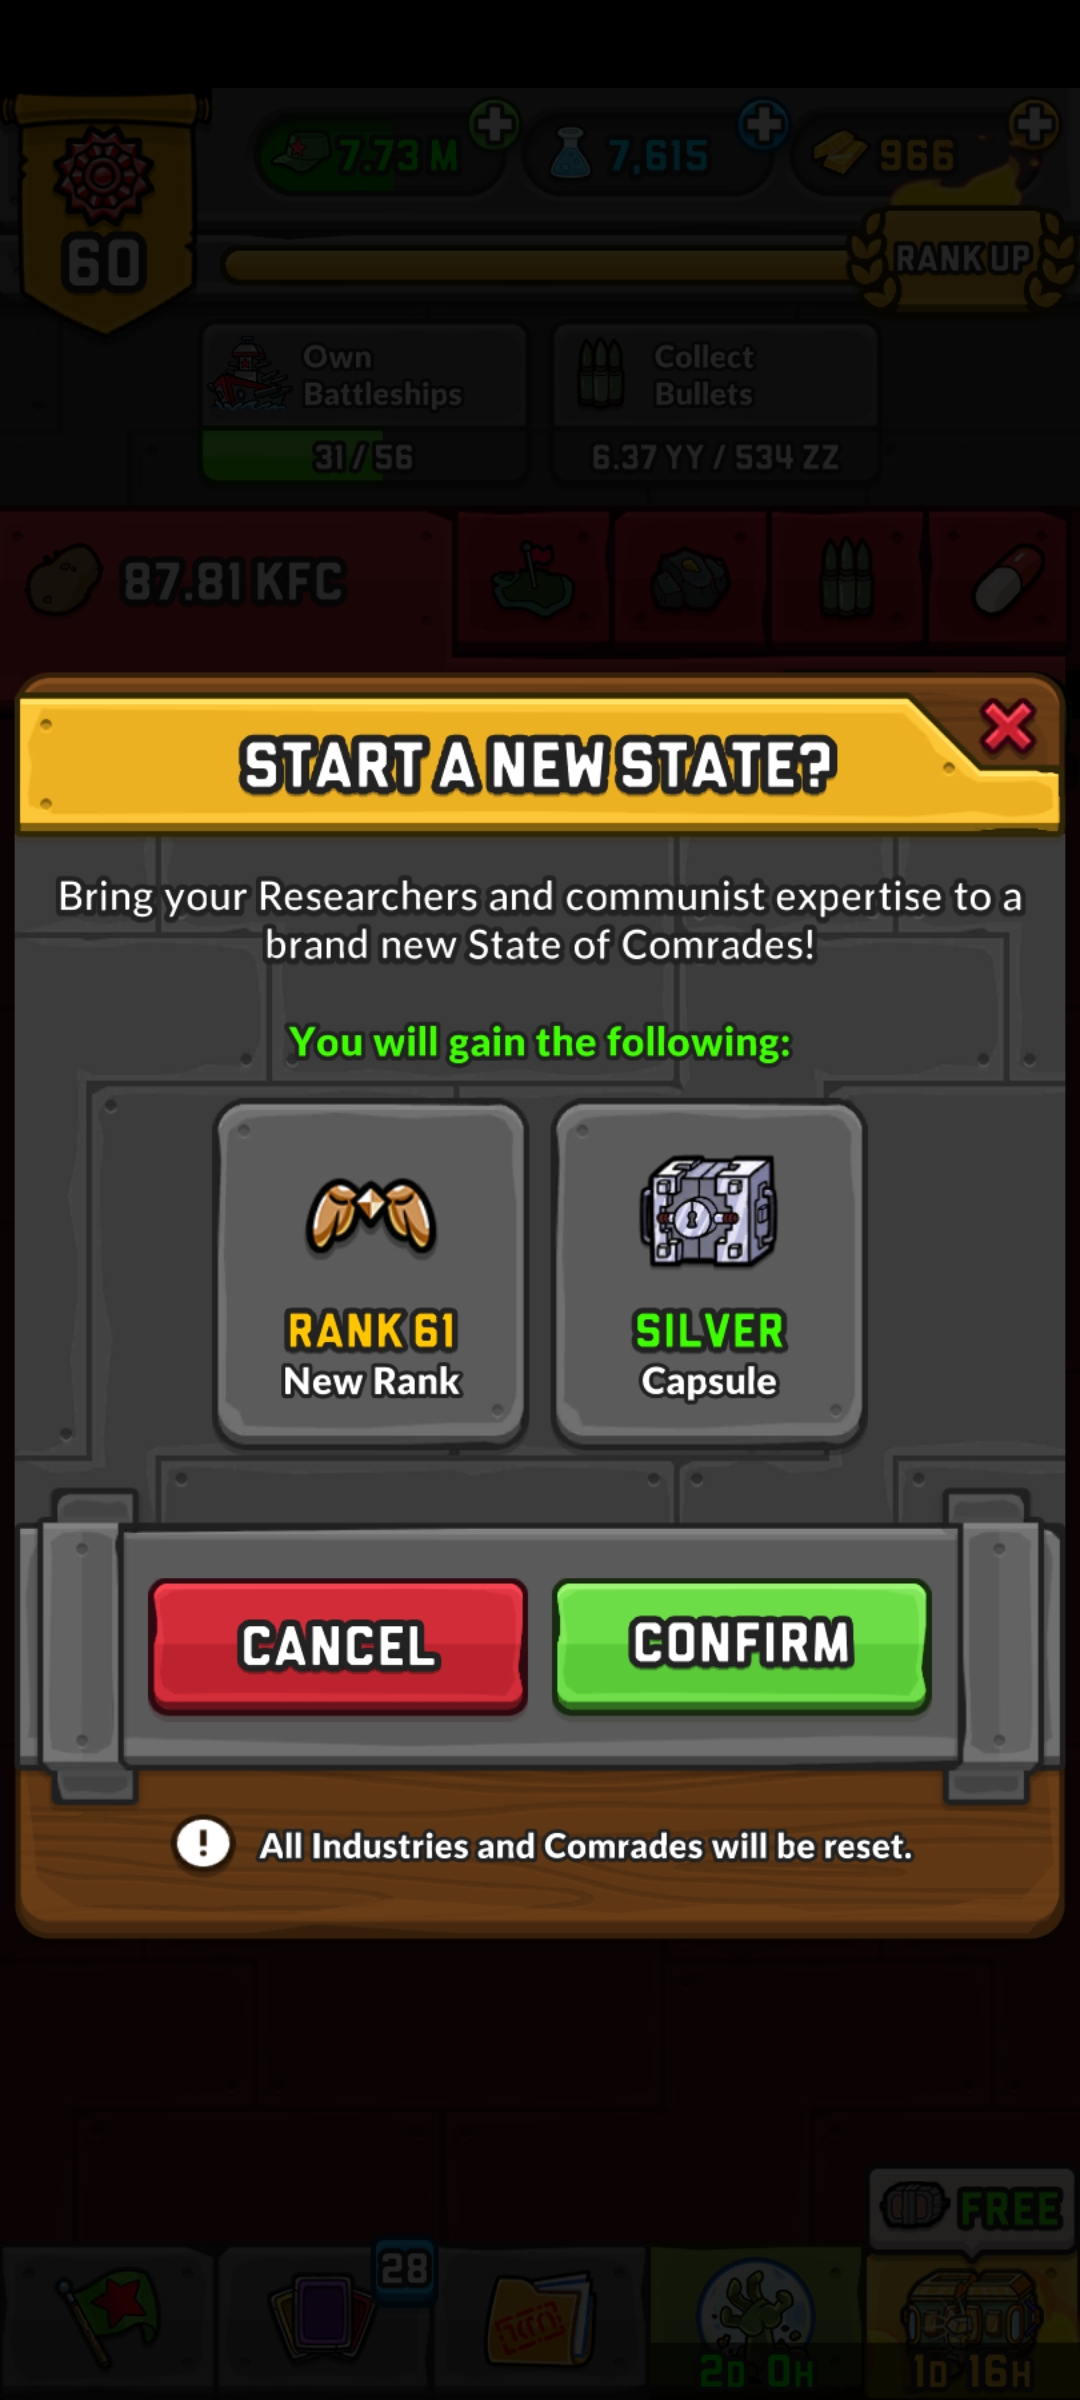 7.73 M
7,615
966
60
RANK UP
Own
Battleships
31 / 56
Collect
Bullets
6.37 YY / 534 ZZ
87.81 KFC
START A NEW STATE?
Bring your Researchers and communist expertise to a
brand new State of Comrades!
You will gain the following:
RANK 61
New Rank
SILVER
Capsule
CANCEL
CONFIRM
! All Industries and Comrades will be reset.
FREE
28
2D 0H
1D 16H